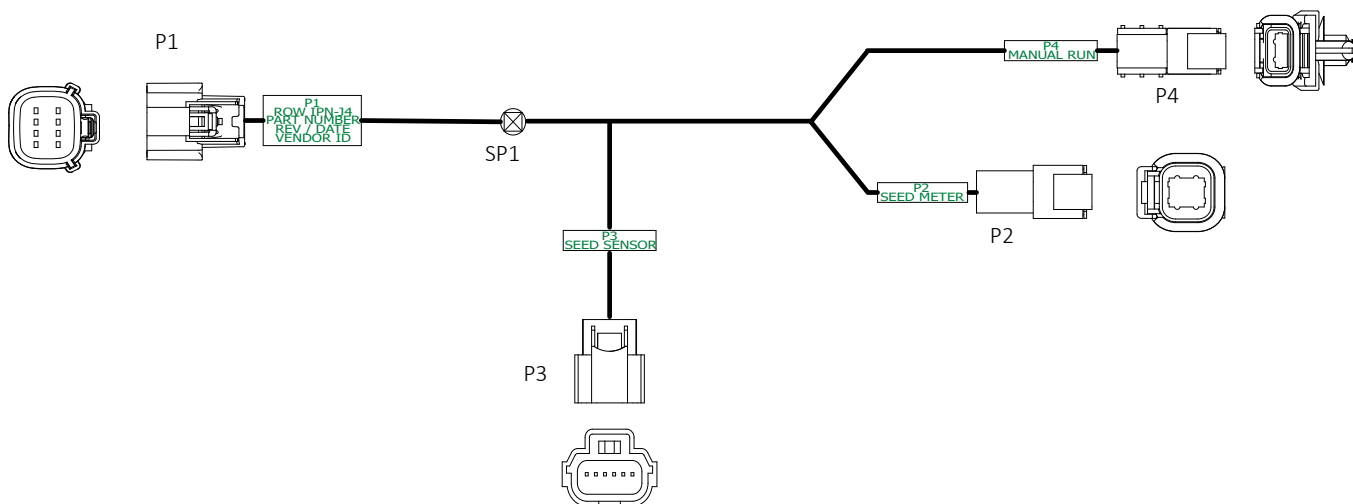 P1
P1
ROW IPN-J4
PART NUMBER
REV / DATE
VENDOR ID
SP1
P4
MANUAL RUN
P4
P2
SEED METER
P2
P3
SEED SENSOR
P3